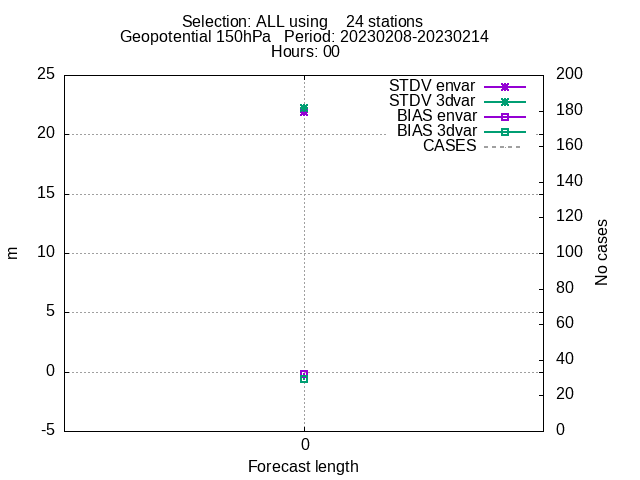 Selection: ALL using    24 stations
Geopotential 150hPa   Period: 20230208-20230214
Hours: 00
25
20
15
10
5
0
-5
m
200
180
160
140
120
100
80
60
40
20
0
No cases
STDV envar
STDV 3dvar
BIAS envar
BIAS 3dvar
CASES
0
Forecast length